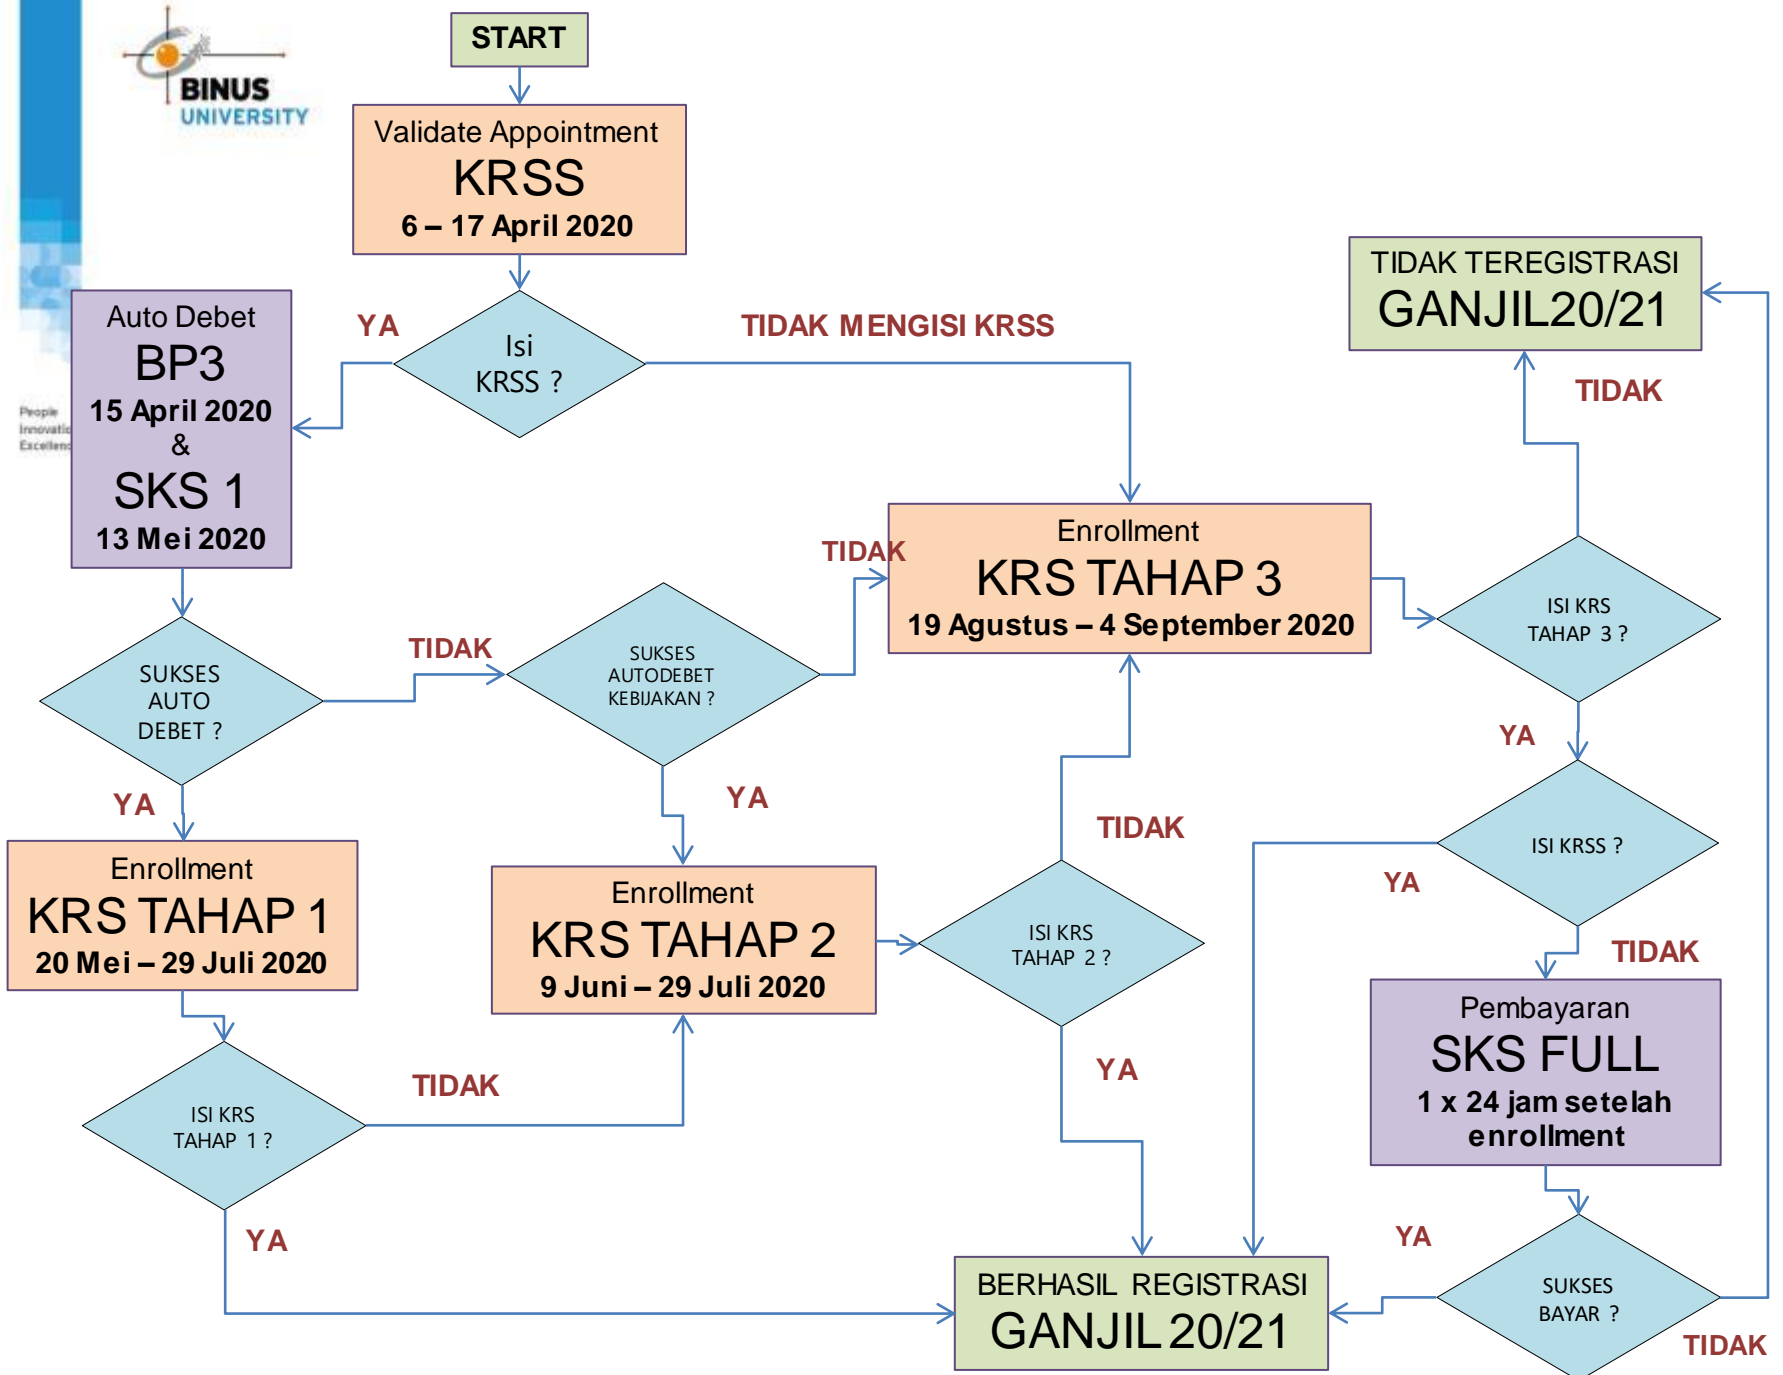 BINUS
UNIVERSITY
People
Innovatio
Excellenc
START
Validate Appointment
KRSS
6 – 17 April 2020
Isi
KRSS ?
YA
TIDAK MENGISI KRSS
Auto Debet
BP3
15 April 2020
&
SKS 1
13 Mei 2020
SUKSES
AUTO
DEBET ?
TIDAK
YA
SUKSES
AUTODEBET
KEBIJAKAN ?
TIDAK
YA
Enrollment
KRS TAHAP 1
20 Mei – 29 Juli 2020
ISI KRS
TAHAP 1 ?
TIDAK
YA
Enrollment
KRS TAHAP 2
9 Juni – 29 Juli 2020
ISI KRS
TAHAP 2 ?
TIDAK
YA
Enrollment
KRS TAHAP 3
19 Agustus – 4 September 2020
ISI KRS
TAHAP 3 ?
TIDAK
YA
TIDAK TEREGISTRASI
GANJIL 20/21
ISI KRSS ?
YA
TIDAK
Pembayaran
SKS FULL
1 x 24 jam setelah
enrollment
SUKSES
BAYAR ?
YA
TIDAK
BERHASIL REGISTRASI
GANJIL 20/21